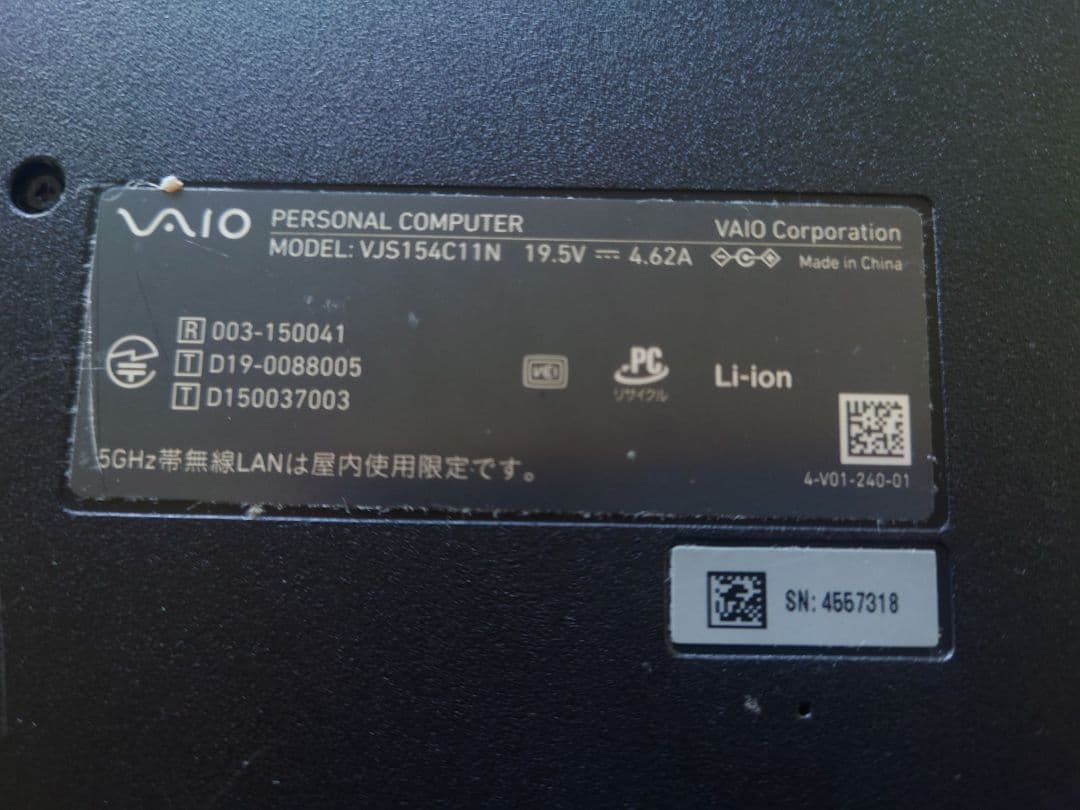 VAIO PERSONAL COMPUTER VAIO Corporation
MODEL: VJS154C11N 19.5V 4.62A Made in China
R 003-150041
T D19-0088005
T D150037003
VCCI
PC
リサイクル
Li-ion
5GHz帯無線LANは屋内使用限定です。
4-V01-240-01
SN: 4557318